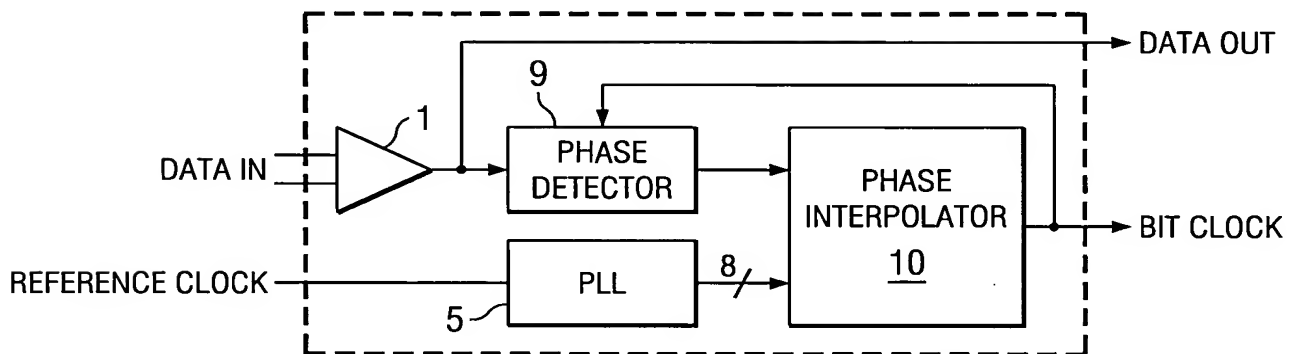 DATA OUT
9
1
DATA IN
PHASE
DETECTOR
PHASE
INTERPOLATOR
10
BIT CLOCK
REFERENCE CLOCK
PLL
8
5